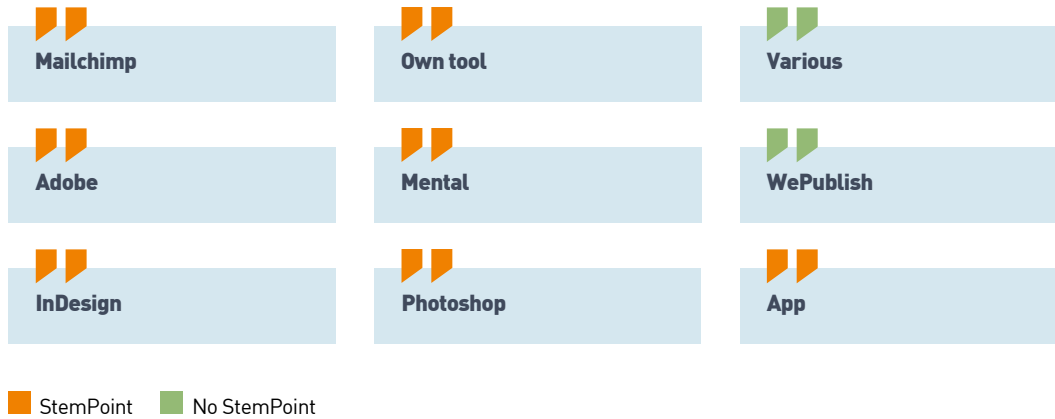 Mailchimp
Own tool
Various
Adobe
Mental
WePublish
InDesign
Photoshop
App
StemPoint
No StemPoint